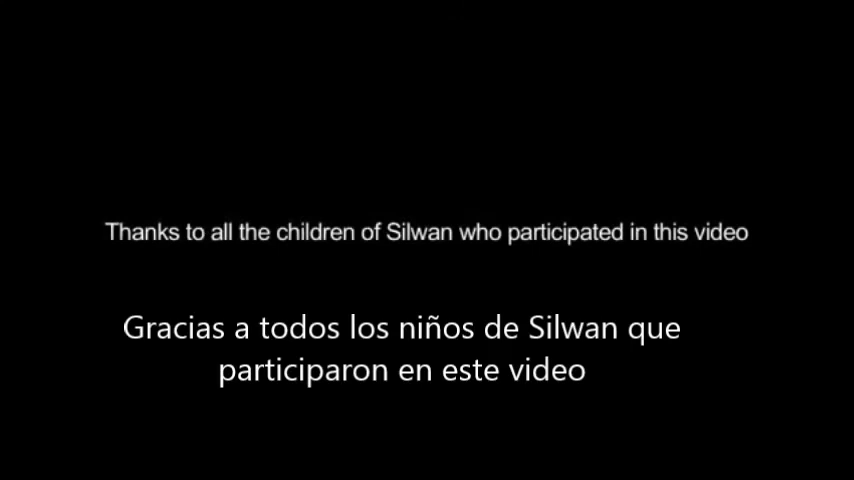 Thanks to all the children of Silwan who participated in this video
Gracias a todos los niños de Silwan que
participaron en este video